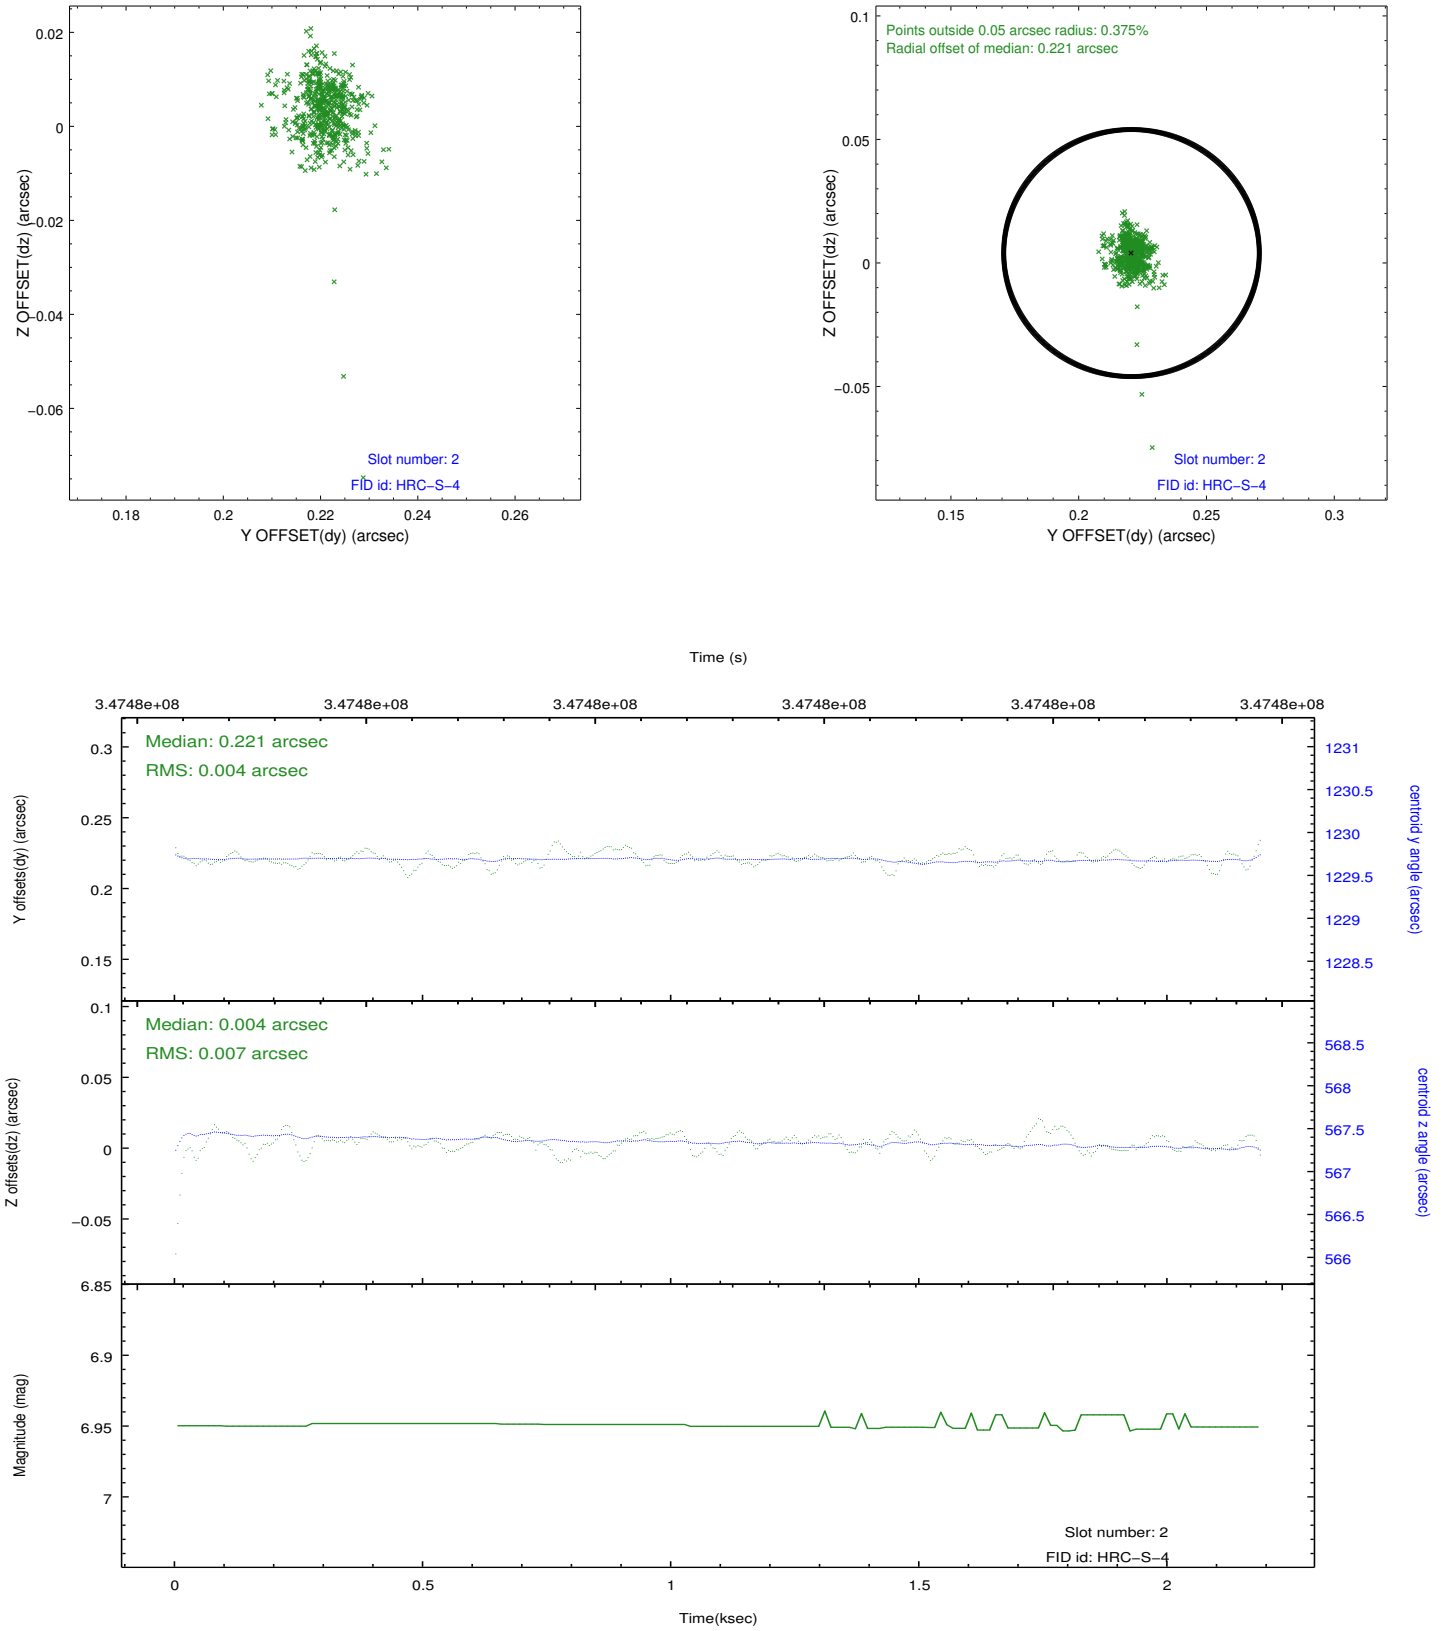 0.02
0
−0.02
−0.04
−0.06
Z OFFSET(dz) (arcsec)
Slot number: 2
FID id: HRC−S−4
0.18
0.2
0.22
0.24
0.26
Y OFFSET(dy) (arcsec)
Points outside 0.05 arcsec radius: 0.375%
Radial offset of median: 0.221 arcsec
0.1
0.05
0
−0.05
Z OFFSET(dz) (arcsec)
Slot number: 2
FID id: HRC−S−4
0.15
0.2
0.25
0.3
Y OFFSET(dy) (arcsec)
Time (s)
3.4748e+08
3.4748e+08
3.4748e+08
3.4748e+08
3.4748e+08
3.4748e+08
Median: 0.221 arcsec
RMS: 0.004 arcsec
0.3
0.25
0.2
0.15
Y offsets(dy) (arcsec)
1231
1230.5
1230
1229.5
1229
1228.5
centroid y angle (arcsec)
Median: 0.004 arcsec
RMS: 0.007 arcsec
0.1
0.05
0
−0.05
Z offsets(dz) (arcsec)
568.5
568
567.5
567
566.5
566
centroid z angle (arcsec)
6.85
6.9
6.95
7
Magnitude (mag)
Slot number: 2
FID id: HRC−S−4
0
0.5
1
1.5
2
Time(ksec)